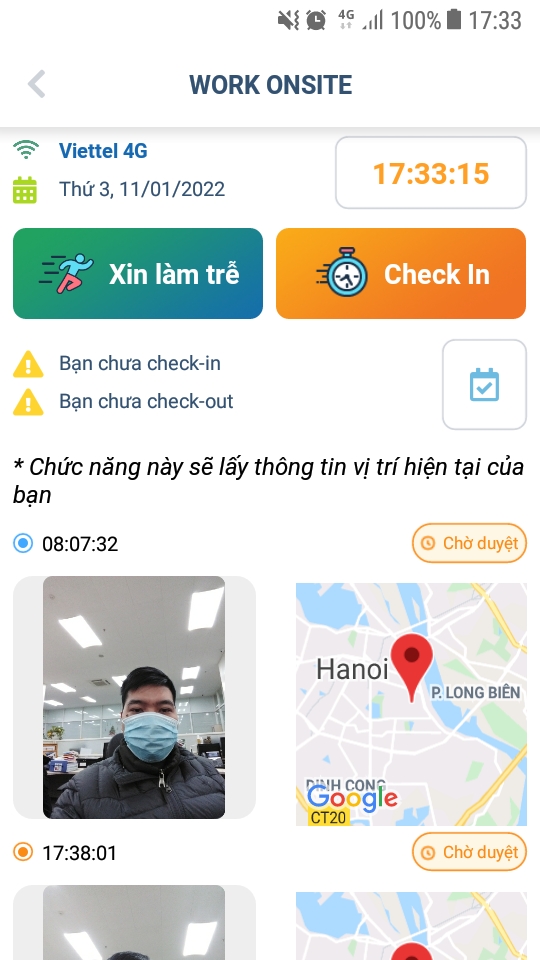 4G 100% 17:33
WORK ONSITE
Viettel 4G
Thứ 3, 11/01/2022
17:33:15
Xin làm trễ
Check In
Bạn chưa check-in
Bạn chưa check-out
* Chức năng này sẽ lấy thông tin vị trí hiện tại của
bạn
08:07:32
Chờ duyệt
Hanoi
P. LONG BIÊN
DINH CONG
Google
CT20
17:38:01
Chờ duyệt